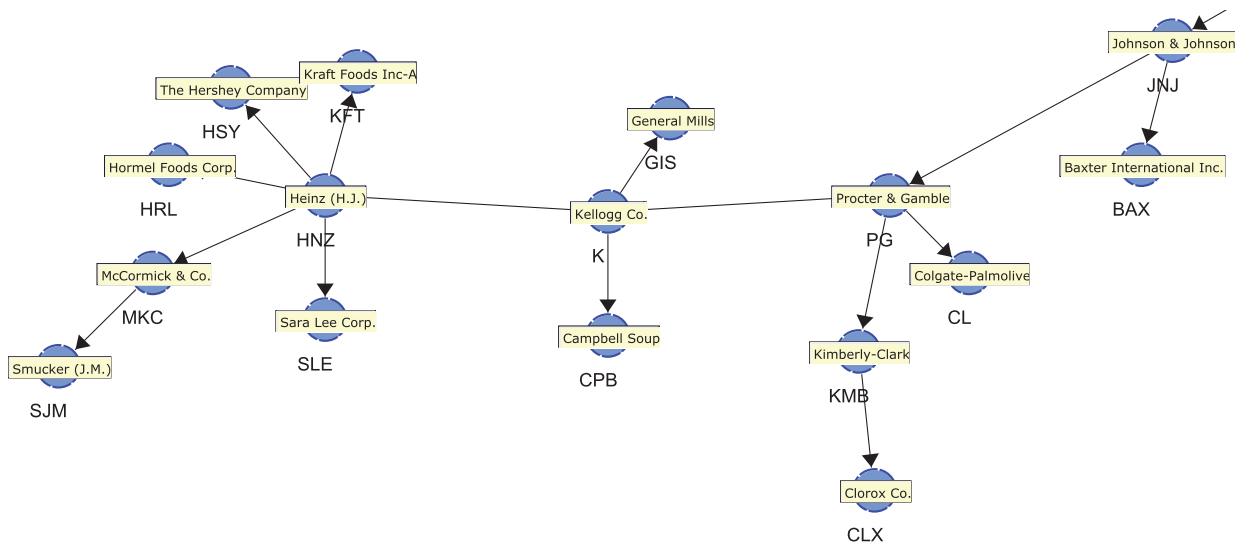 Johnson & Johnson
JNJ
Kraft Foods Inc-A
KFT
The Hershey Company
HSY
General Mills
GIS
Hormel Foods Corp.
HRL
Baxter International Inc.
BAX
Heinz (H.J.)
HNZ
Kellogg Co.
K
Procter & Gamble
PG
McCormick & Co.
MKC
Colgate-Palmolive
CL
Sara Lee Corp.
SLE
Campbell Soup
CPB
Kimberly-Clark
KMB
Smucker (J.M.)
SJM
Clorox Co.
CLX